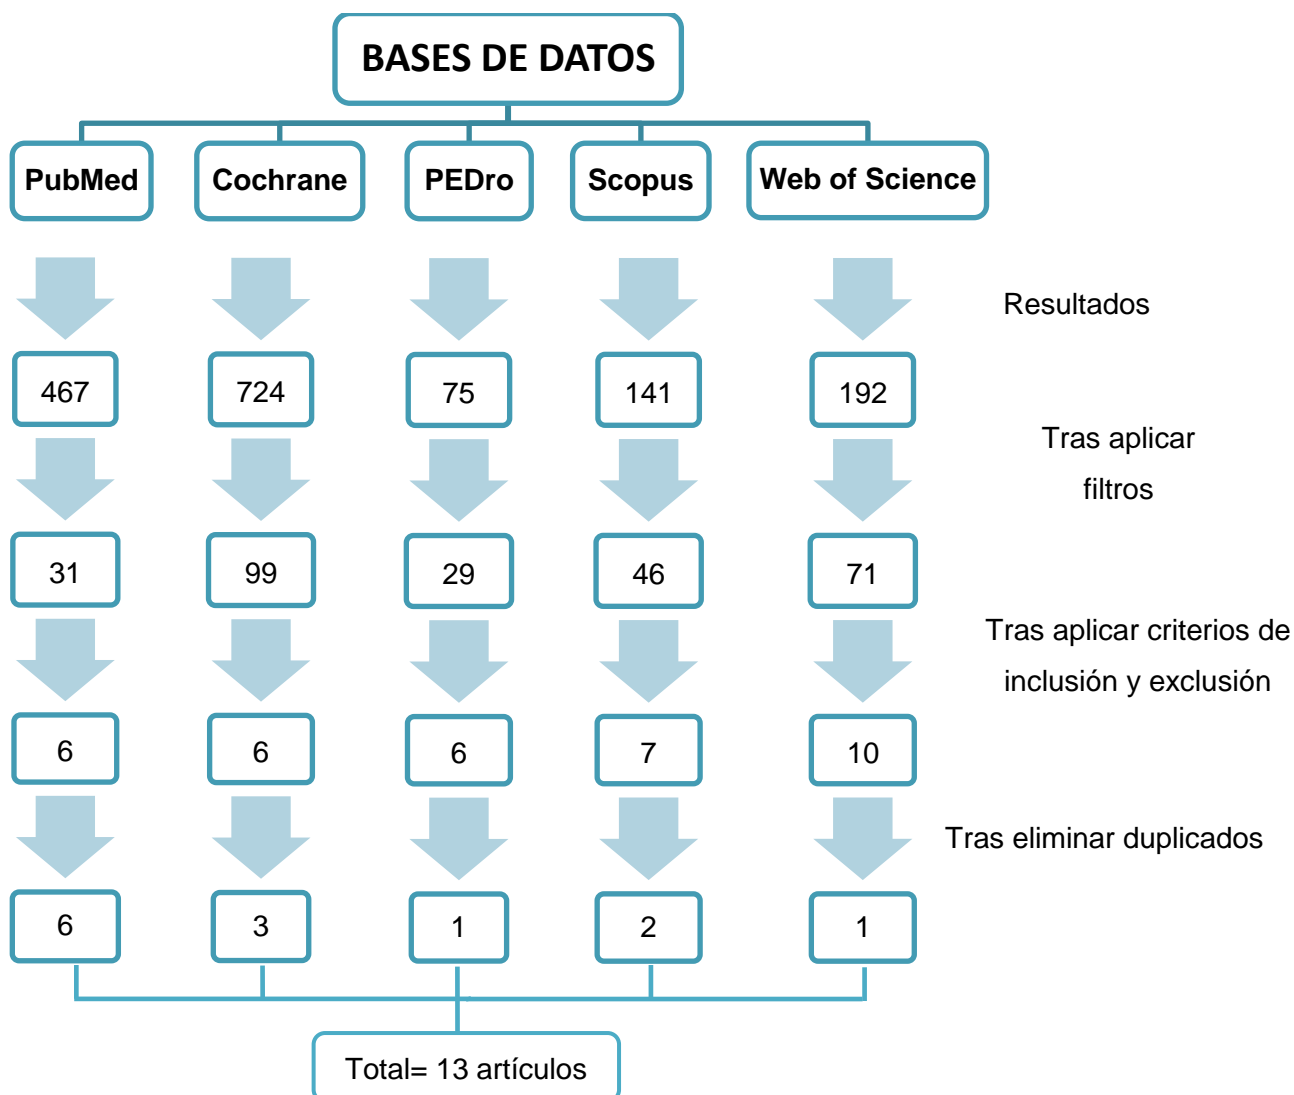 BASES DE DATOS
PubMed
Cochrane
PEDro
Scopus
Web of Science
Resultados
467
724
75
141
192
Tras aplicar
filtros
31
99
29
46
71
Tras aplicar criterios de
inclusión y exclusión
6
6
6
7
10
Tras eliminar duplicados
6
3
1
2
1
Total= 13 artículos